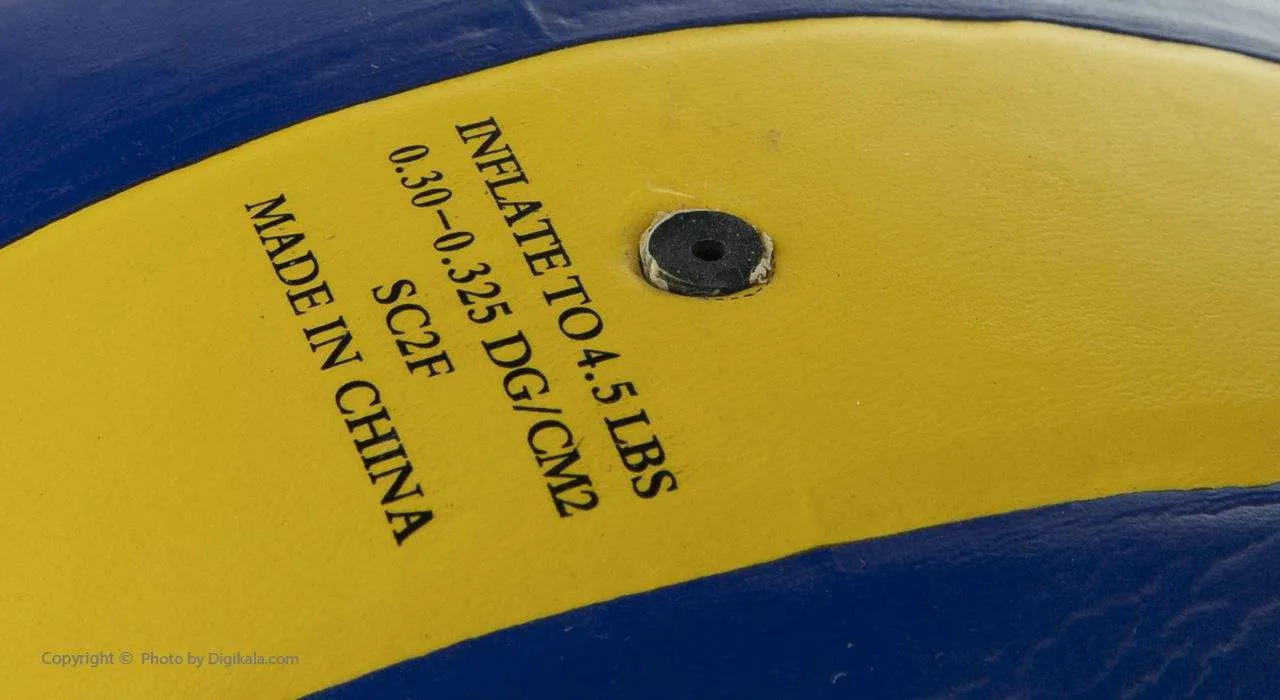 INFLATE TO 4.5 LBS
0.30-0.325 DG/CM2
SC2F
MADE IN CHINA
Copyright © Photo by Digikala.com